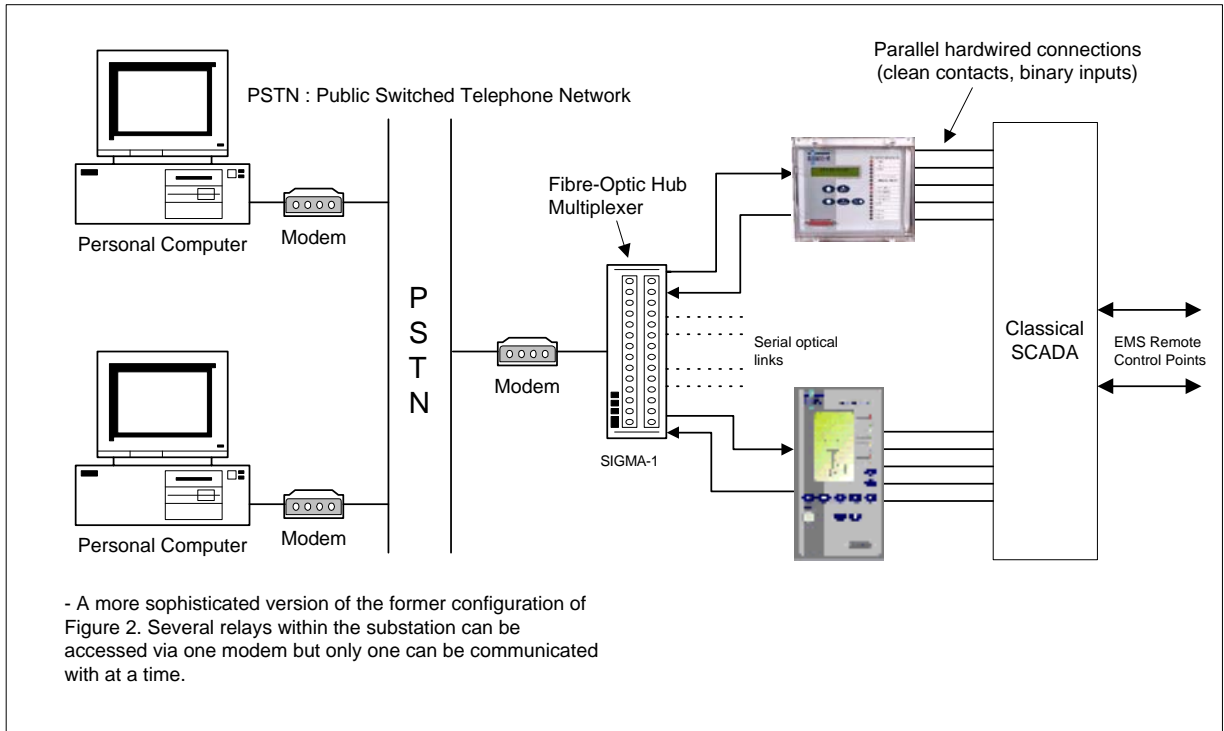 Parallel hardwired connections
(clean contacts, binary inputs)
PSTN : Public Switched Telephone Network
Fibre-Optic Hub
Multiplexer
Personal Computer
Modem
P
S
T
N
Modem
Serial optical
links
Classical
SCADA
EMS Remote
Control Points
SIGMA-1
Personal Computer
Modem
- A more sophisticated version of the former configuration of
Figure 2. Several relays within the substation can be
accessed via one modem but only one can be communicated
with at a time.